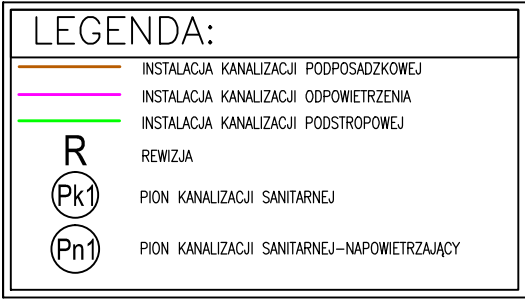 LEGENDA:
INSTALACJA KANALIZACJI PODPOSADZKOWEJ
INSTALACJA KANALIZACJI ODPOWIETRZENIA
INSTALACJA KANALIZACJI PODSTROPOWEJ
R REWIZJA
Pk1 PION KANALIZACJI SANITARNEJ
Pn1 PION KANALIZACJI SANITARNEJ-NAPOWIETRZAJĄCY